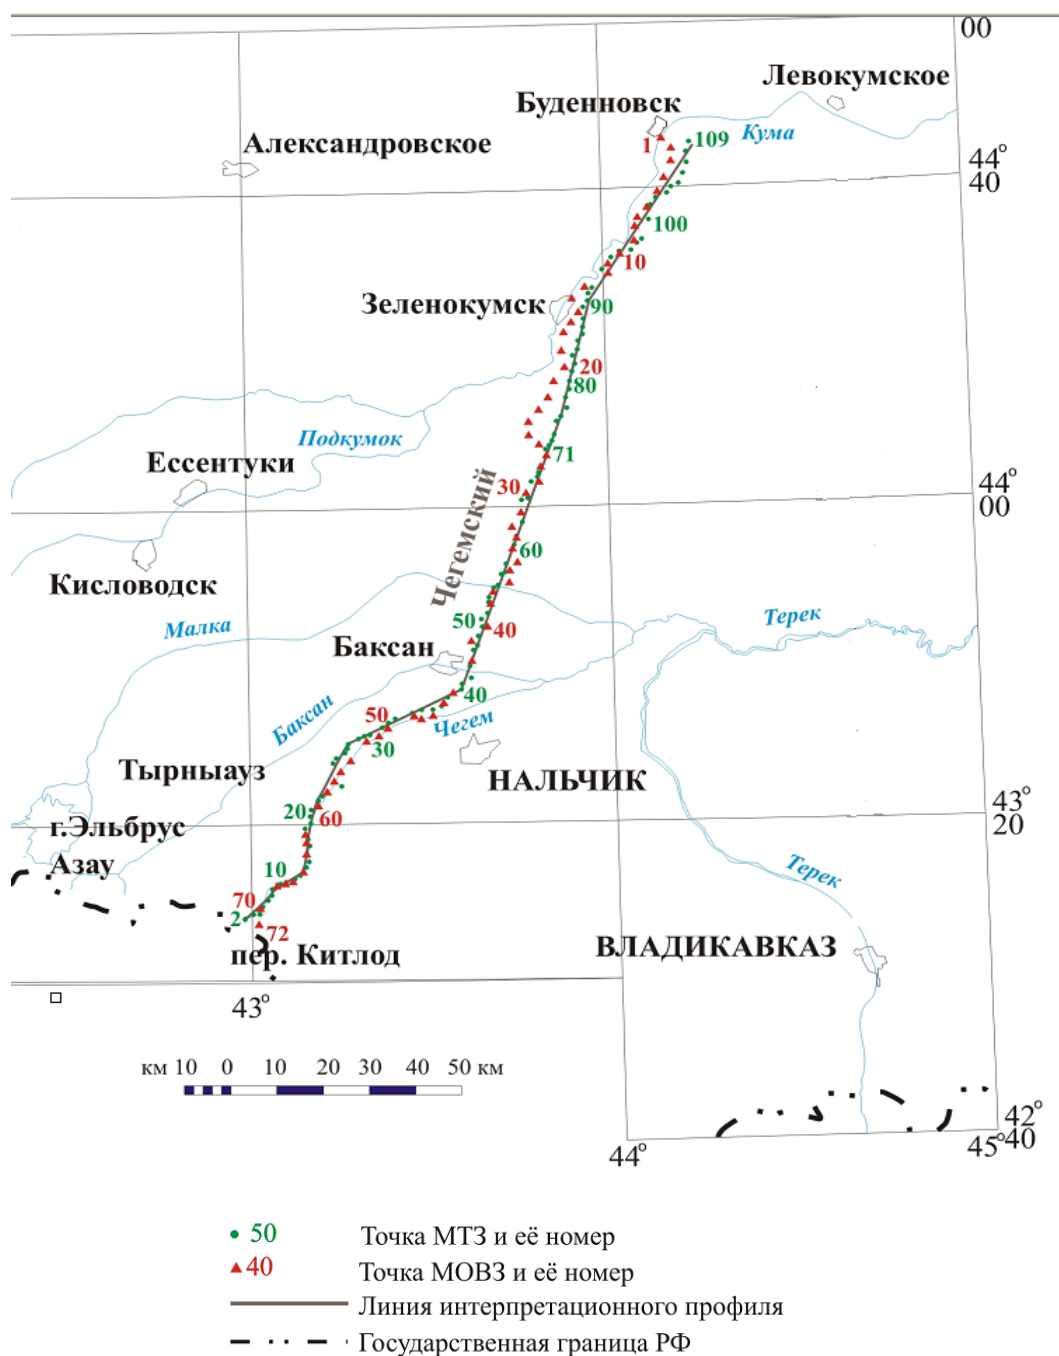 00
Левокумское
Буденновск
Кума
Александровское
1
109
44°
40
100
10
Зеленокумск
90
20
80
Подкумок
71
Ессентуки
30
44°
00
Чегемский
60
Кисловодск
Малка
50
40
Терек
Баксан
40
50
Чегем
Баксан
30
Тырныауз
НАЛЬЧИК
20
60
43°
20
г.Эльбрус
Азау
10
Терек
70
2
72
пер. Китлод
ВЛАДИКАВКАЗ
43°
км 10 0 10 20 30 40 50 км
42°
40
44°
45°
50 Точка МТЗ и её номер
40 Точка МОВЗ и её номер
Линия интерпретационного профиля
Государственная граница РФ